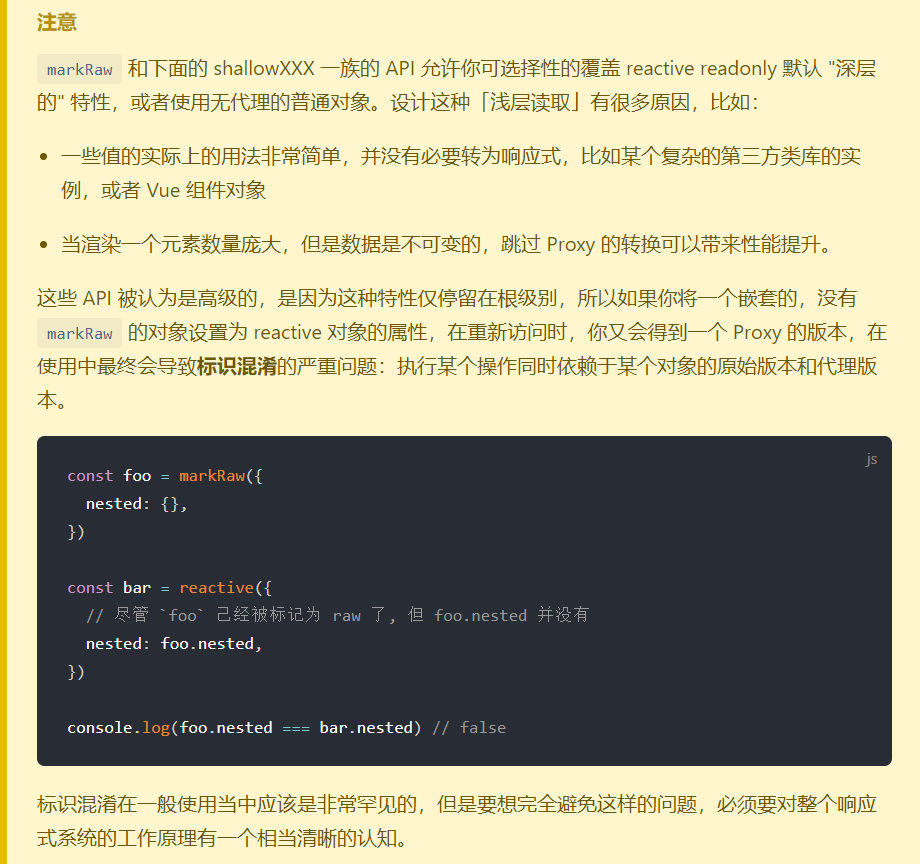 注意
markRaw 和下面的 shallowXXX 一族的 API 允许你可选择性的覆盖 reactive readonly 默认 "深层
的" 特性，或者使用无代理的普通对象。设计这种「浅层读取」有很多原因，比如：
• 一些值的实际上的用法非常简单，并没有必要转为响应式，比如某个复杂的第三方类库的实
例，或者 Vue 组件对象
• 当渲染一个元素数量庞大，但是数据是不可变的，跳过 Proxy 的转换可以带来性能提升。
这些 API 被认为是高级的，是因为这种特性仅停留在根级别，所以如果你将一个嵌套的，没有
markRaw 的对象设置为 reactive 对象的属性，在重新访问时，你又会得到一个 Proxy 的版本，在
使用中最终会导致标识混淆的严重问题：执行某个操作同时依赖于某个对象的原始版本和代理版
本。
js
const foo = markRaw({
  nested: {},
})
const bar = reactive({
  // 尽管 `foo` 己经被标记为 raw 了, 但 foo.nested 并没有
  nested: foo.nested,
})
console.log(foo.nested === bar.nested) // false
标识混淆在一般使用当中应该是非常罕见的，但是要想完全避免这样的问题，必须要对整个响应
式系统的工作原理有一个相当清晰的认知。